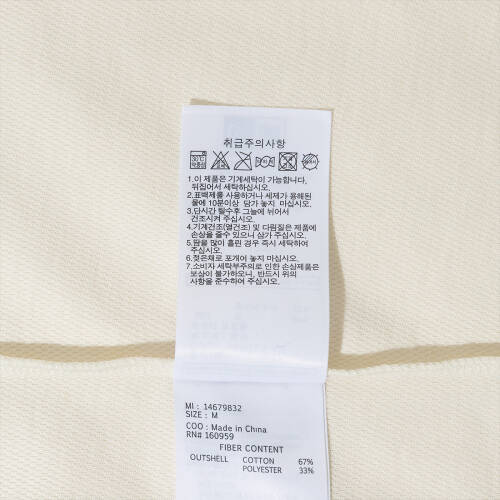 취급주의사항
1.이 제품은 기계세탁이 가능합니다.
뒤집어서 세탁하십시오.
2.표백제를 사용하거나 세제가 용해된
물에 10분이상 담가 놓지 마십시오.
3.단시간 탈수후 그늘에 뉘어서
건조시켜 주십시오.
4.기계건조(열건조) 및 다림질은 제품에
손상을 줄수 있으니 삼가 주십시오.
5.땀을 많이 흘린 경우 즉시 세탁하여
주십시오.
6.젖은채로 포개어 놓지 마십시오.
7.소비자 세탁부주의로 인한 손상제품은
보상이 불가하오니, 반드시 위의
사항을 준수하여 주십시오.
MI: 14679832
SIZE: M
COO: Made in China
RN# 160959
FIBER CONTENT
OUTSHELL COTTON 67%
POLYESTER 33%